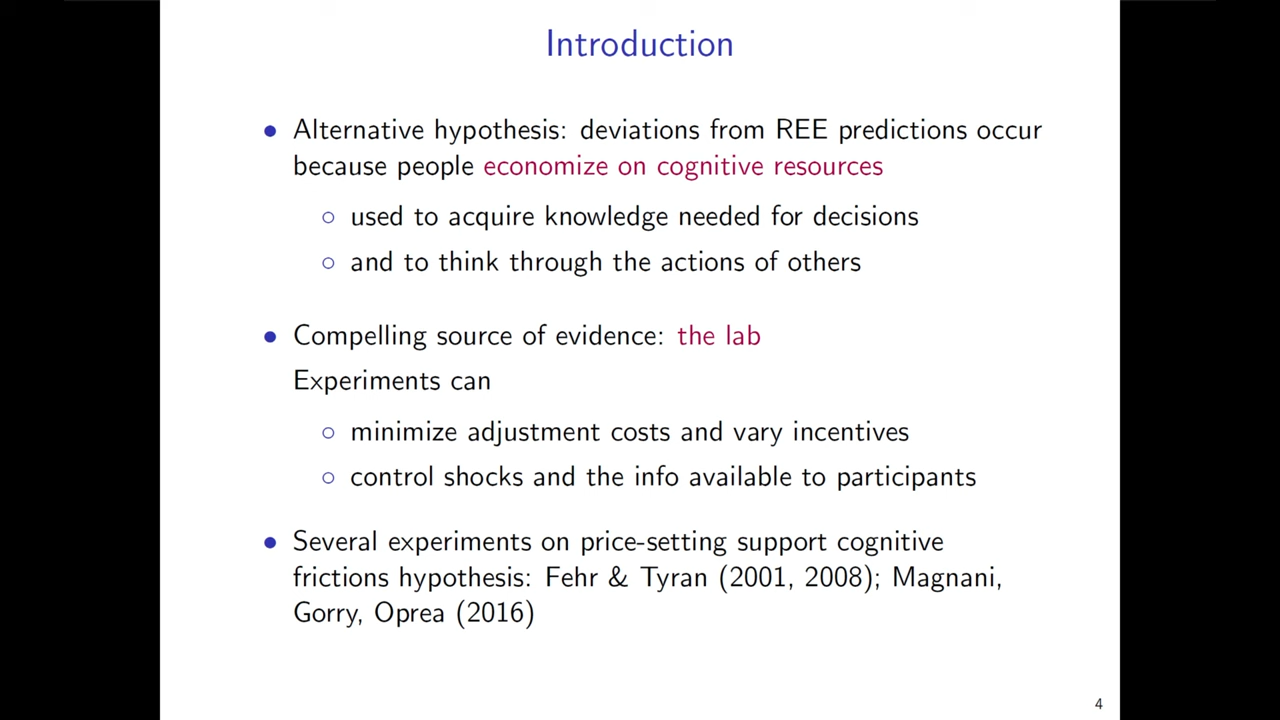 Introduction
• Alternative hypothesis: deviations from REE predictions occur
because people economize on cognitive resources
○ used to acquire knowledge needed for decisions
○ and to think through the actions of others
• Compelling source of evidence: the lab
Experiments can
○ minimize adjustment costs and vary incentives
○ control shocks and the info available to participants
• Several experiments on price-setting support cognitive
frictions hypothesis: Fehr & Tyran (2001, 2008); Magnani,
Gorry, Oprea (2016)
4